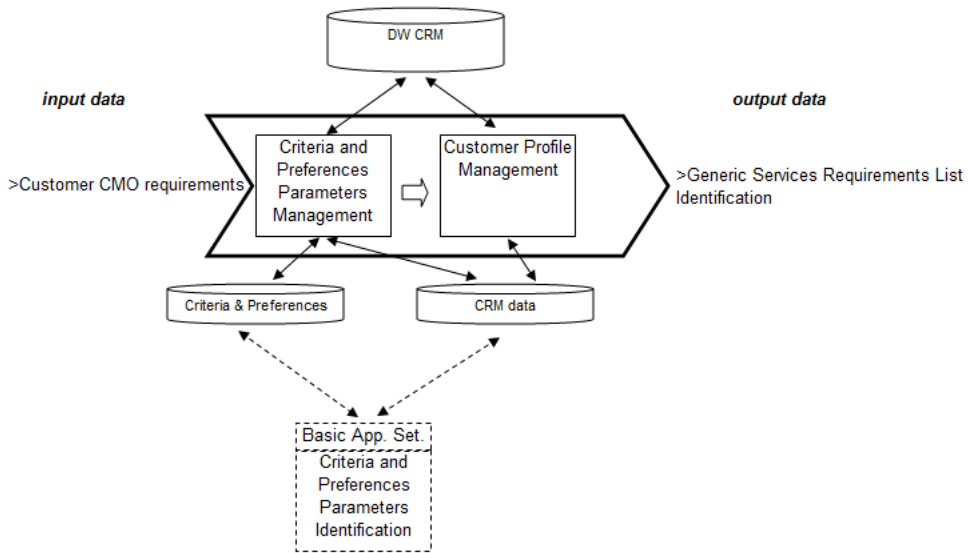 DW CRM
input data
output data
Criteria and
Preferences
Parameters
Management
Customer Profile
Management
>Customer CMO requirements
>Generic Services Requirements List
Identification
Criteria & Preferences
CRM data
Basic App. Set.
Criteria and
Preferences
Parameters
Identification